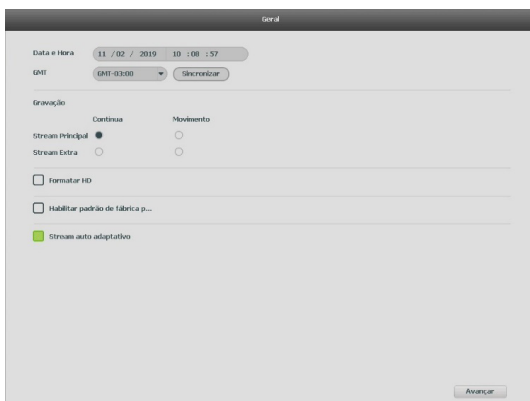 Geral
Data e Hora 11 / 02 / 2019 10 : 08 : 57
GMT GMT-03:00 Sincronizar
Gravação
Contínua Movimento
Stream Principal
Stream Extra
Formatar HD
Habilitar padrão de fábrica p...
Stream auto adaptativo
Avançar